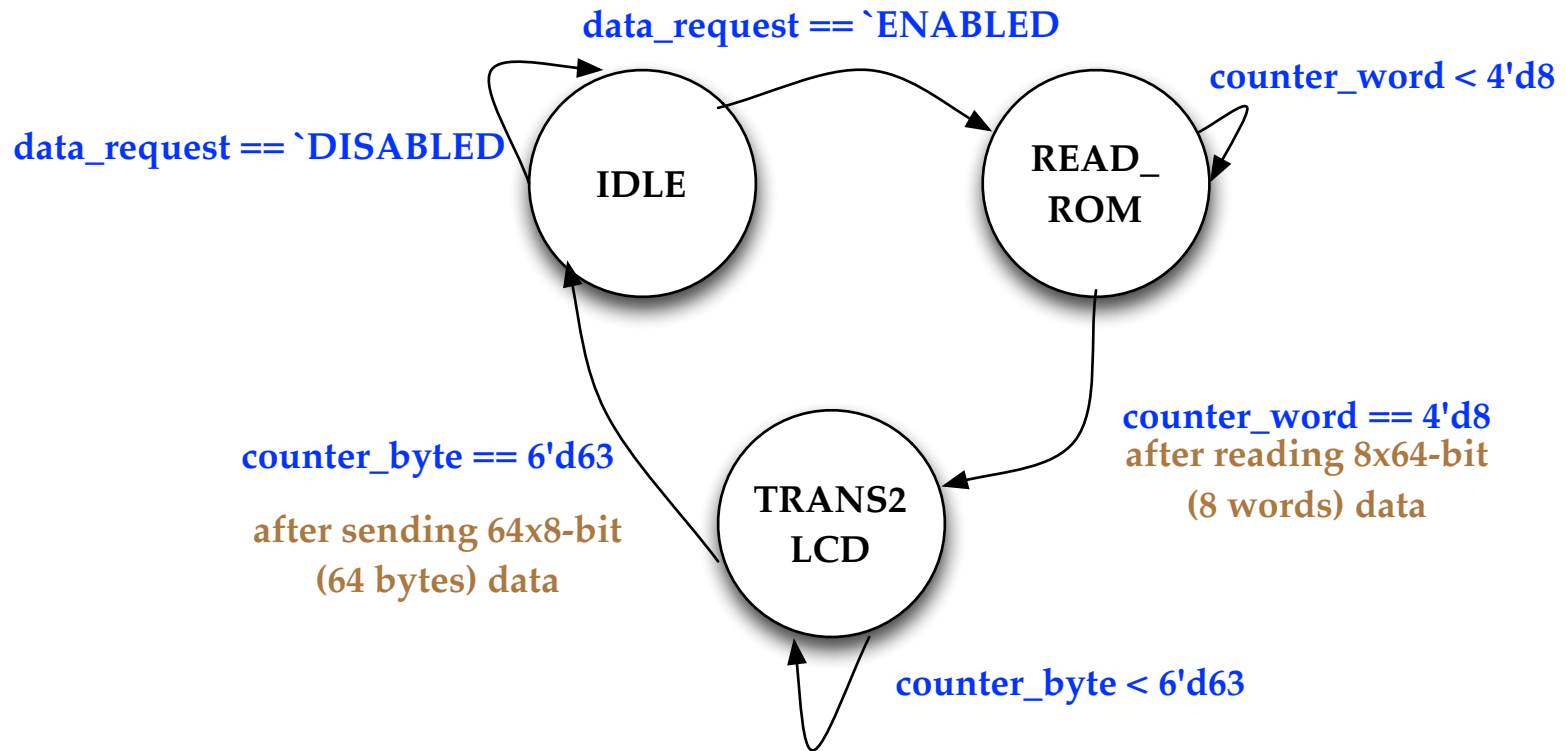 data_request == `ENABLED
counter_word < 4'd8
data_request == `DISABLED
IDLE
READ_
ROM
counter_word == 4'd8
after reading 8x64-bit
(8 words) data
counter_byte == 6'd63
after sending 64x8-bit
(64 bytes) data
TRANS2
LCD
counter_byte < 6'd63